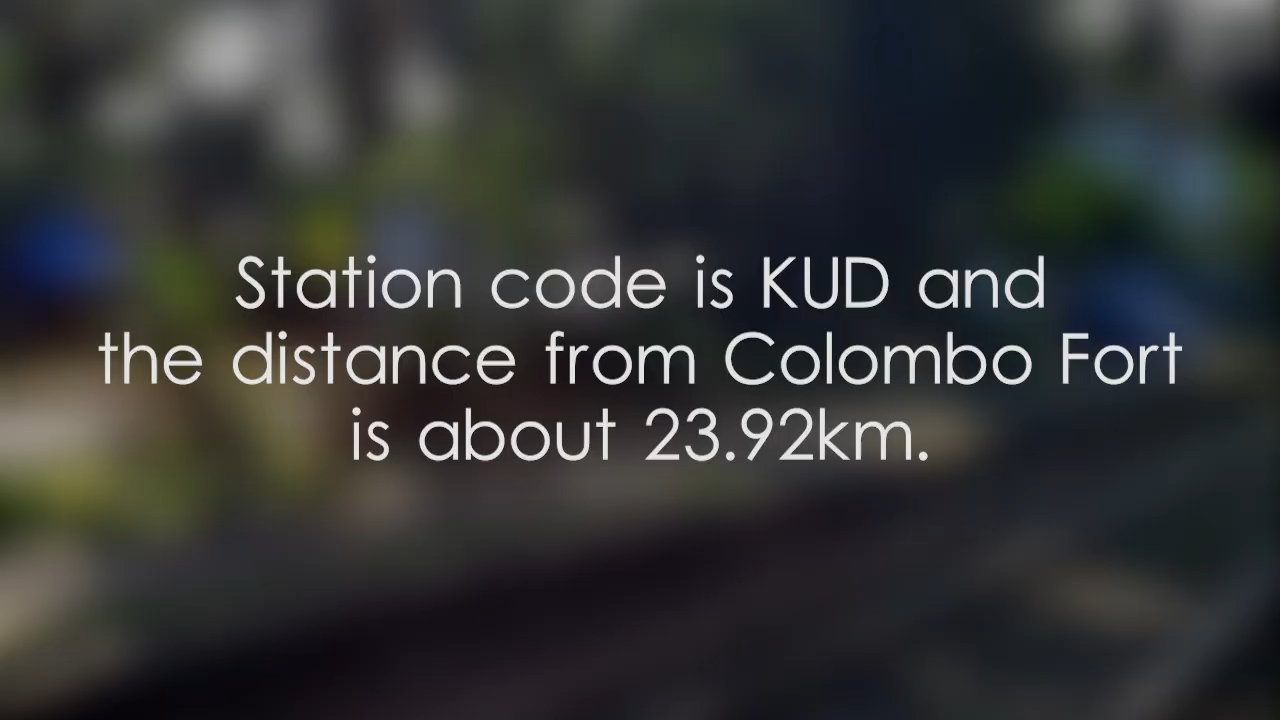 Station code is KUD and
the distance from Colombo Fort
is about 23.92km.